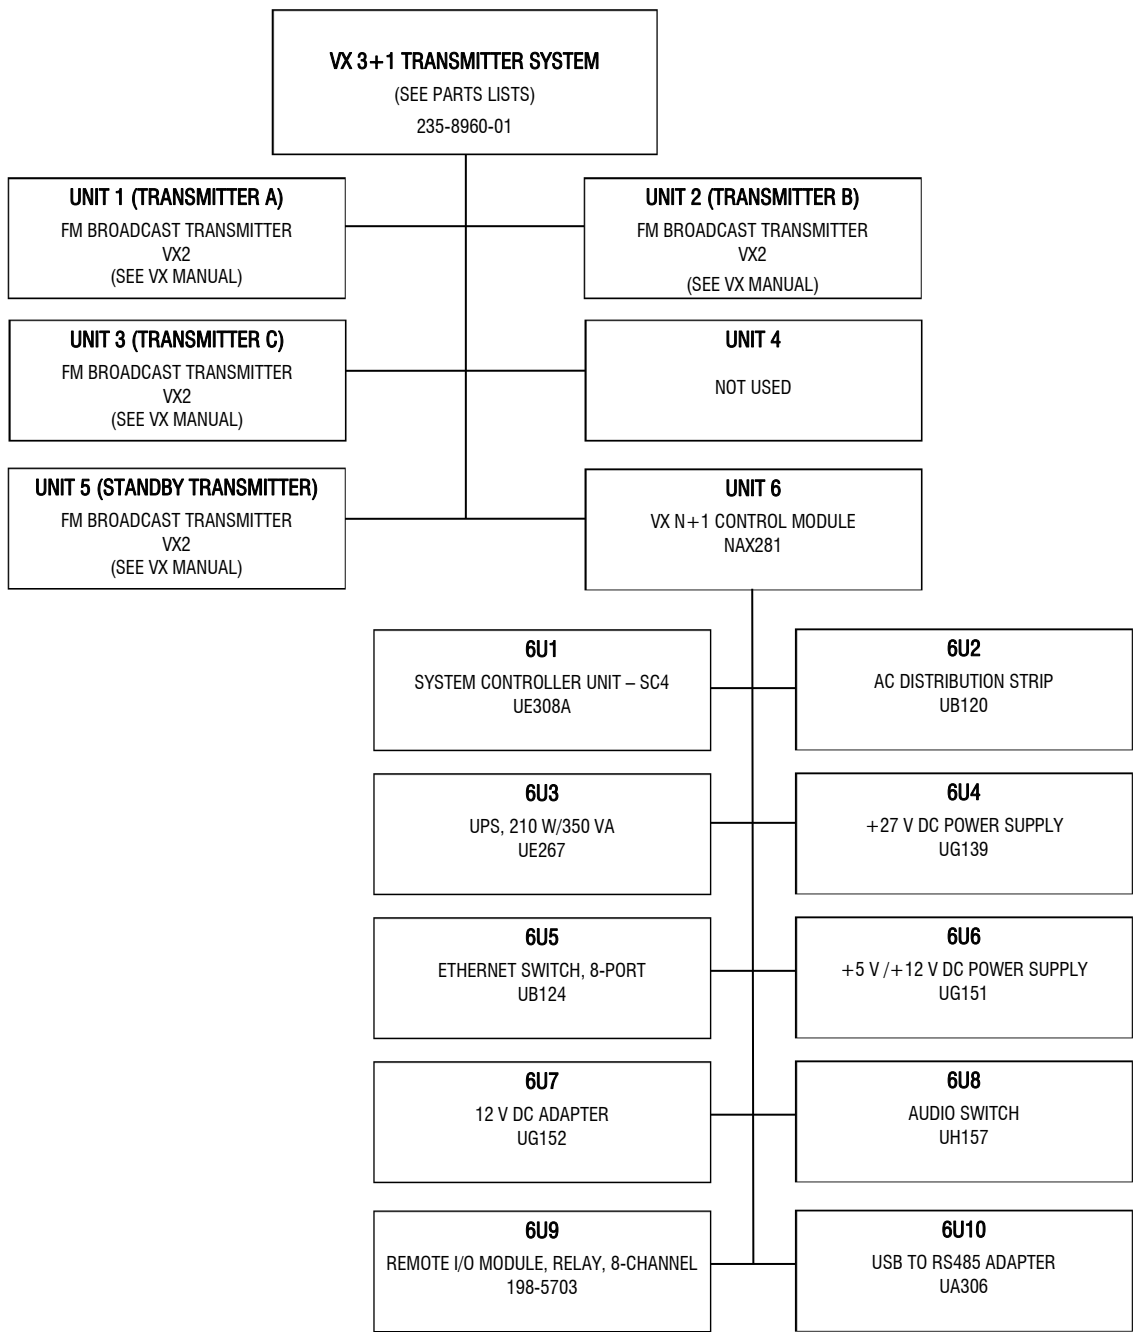 VX 3+1 TRANSMITTER SYSTEM
(SEE PARTS LISTS)
235-8960-01
UNIT 1 (TRANSMITTER A)
FM BROADCAST TRANSMITTER
VX2
(SEE VX MANUAL)
UNIT 2 (TRANSMITTER B)
FM BROADCAST TRANSMITTER
VX2
(SEE VX MANUAL)
UNIT 3 (TRANSMITTER C)
FM BROADCAST TRANSMITTER
VX2
(SEE VX MANUAL)
UNIT 4
NOT USED
UNIT 5 (STANDBY TRANSMITTER)
FM BROADCAST TRANSMITTER
VX2
(SEE VX MANUAL)
UNIT 6
VX N+1 CONTROL MODULE
NAX281
6U1
SYSTEM CONTROLLER UNIT – SC4
UE308A
6U2
AC DISTRIBUTION STRIP
UB120
6U3
UPS, 210 W/350 VA
UE267
6U4
+27 V DC POWER SUPPLY
UG139
6U5
ETHERNET SWITCH, 8-PORT
UB124
6U6
+5 V /+12 V DC POWER SUPPLY
UG151
6U7
12 V DC ADAPTER
UG152
6U8
AUDIO SWITCH
UH157
6U9
REMOTE I/O MODULE, RELAY, 8-CHANNEL
198-5703
6U10
USB TO RS485 ADAPTER
UA306